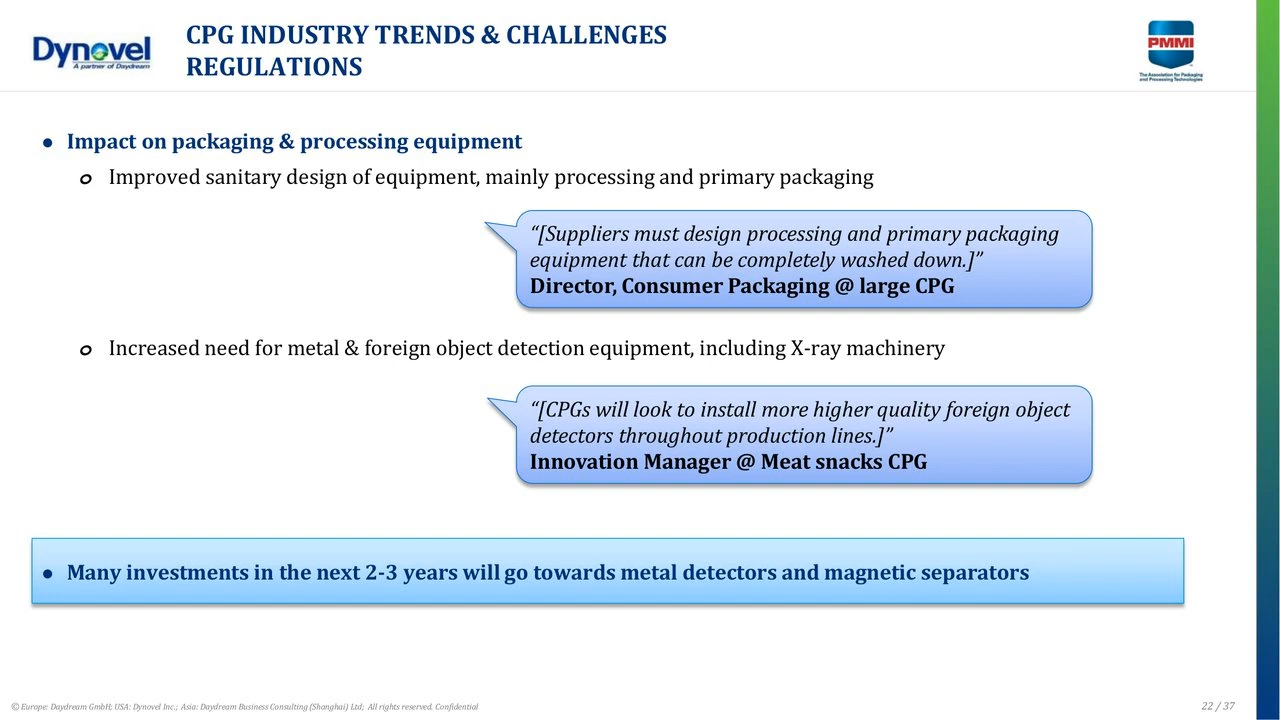 Dynovel
A partner of Daydream
CPG INDUSTRY TRENDS & CHALLENGES
REGULATIONS
PMMI
The Association for Packaging
and Processing Technologies
● Impact on packaging & processing equipment
o Improved sanitary design of equipment, mainly processing and primary packaging
“[Suppliers must design processing and primary packaging
equipment that can be completely washed down.]”
Director, Consumer Packaging @ large CPG
o Increased need for metal & foreign object detection equipment, including X-ray machinery
“[CPGs will look to install more higher quality foreign object
detectors throughout production lines.]”
Innovation Manager @ Meat snacks CPG
● Many investments in the next 2-3 years will go towards metal detectors and magnetic separators
© Europe: Daydream GmbH; USA: Dynovel Inc.; Asia: Daydream Business Consulting (Shanghai) Ltd; All rights reserved. Confidential
22 / 37